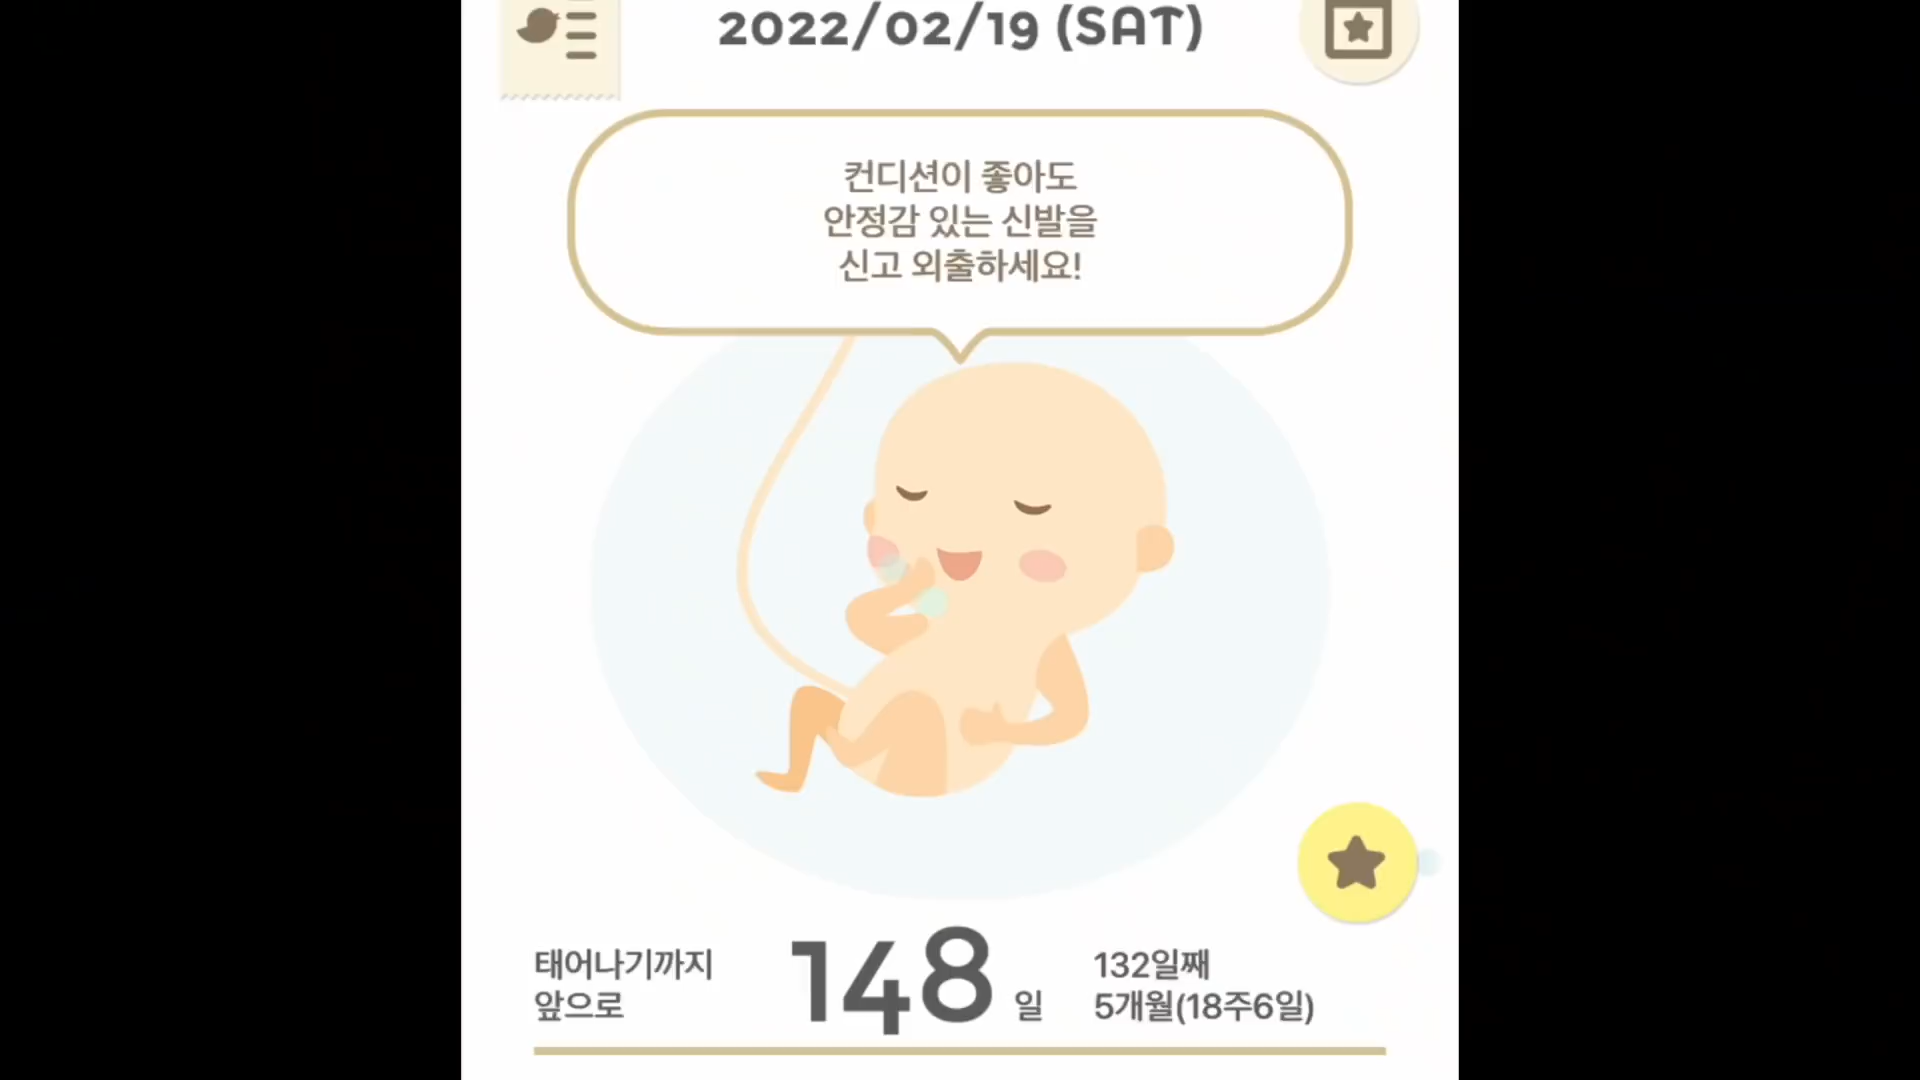 2022/02/19 (SAT)
컨디션이 좋아도
안정감 있는 신발을
신고 외출하세요!
태어나기까지
앞으로
148 일
132일째
5개월(18주6일)